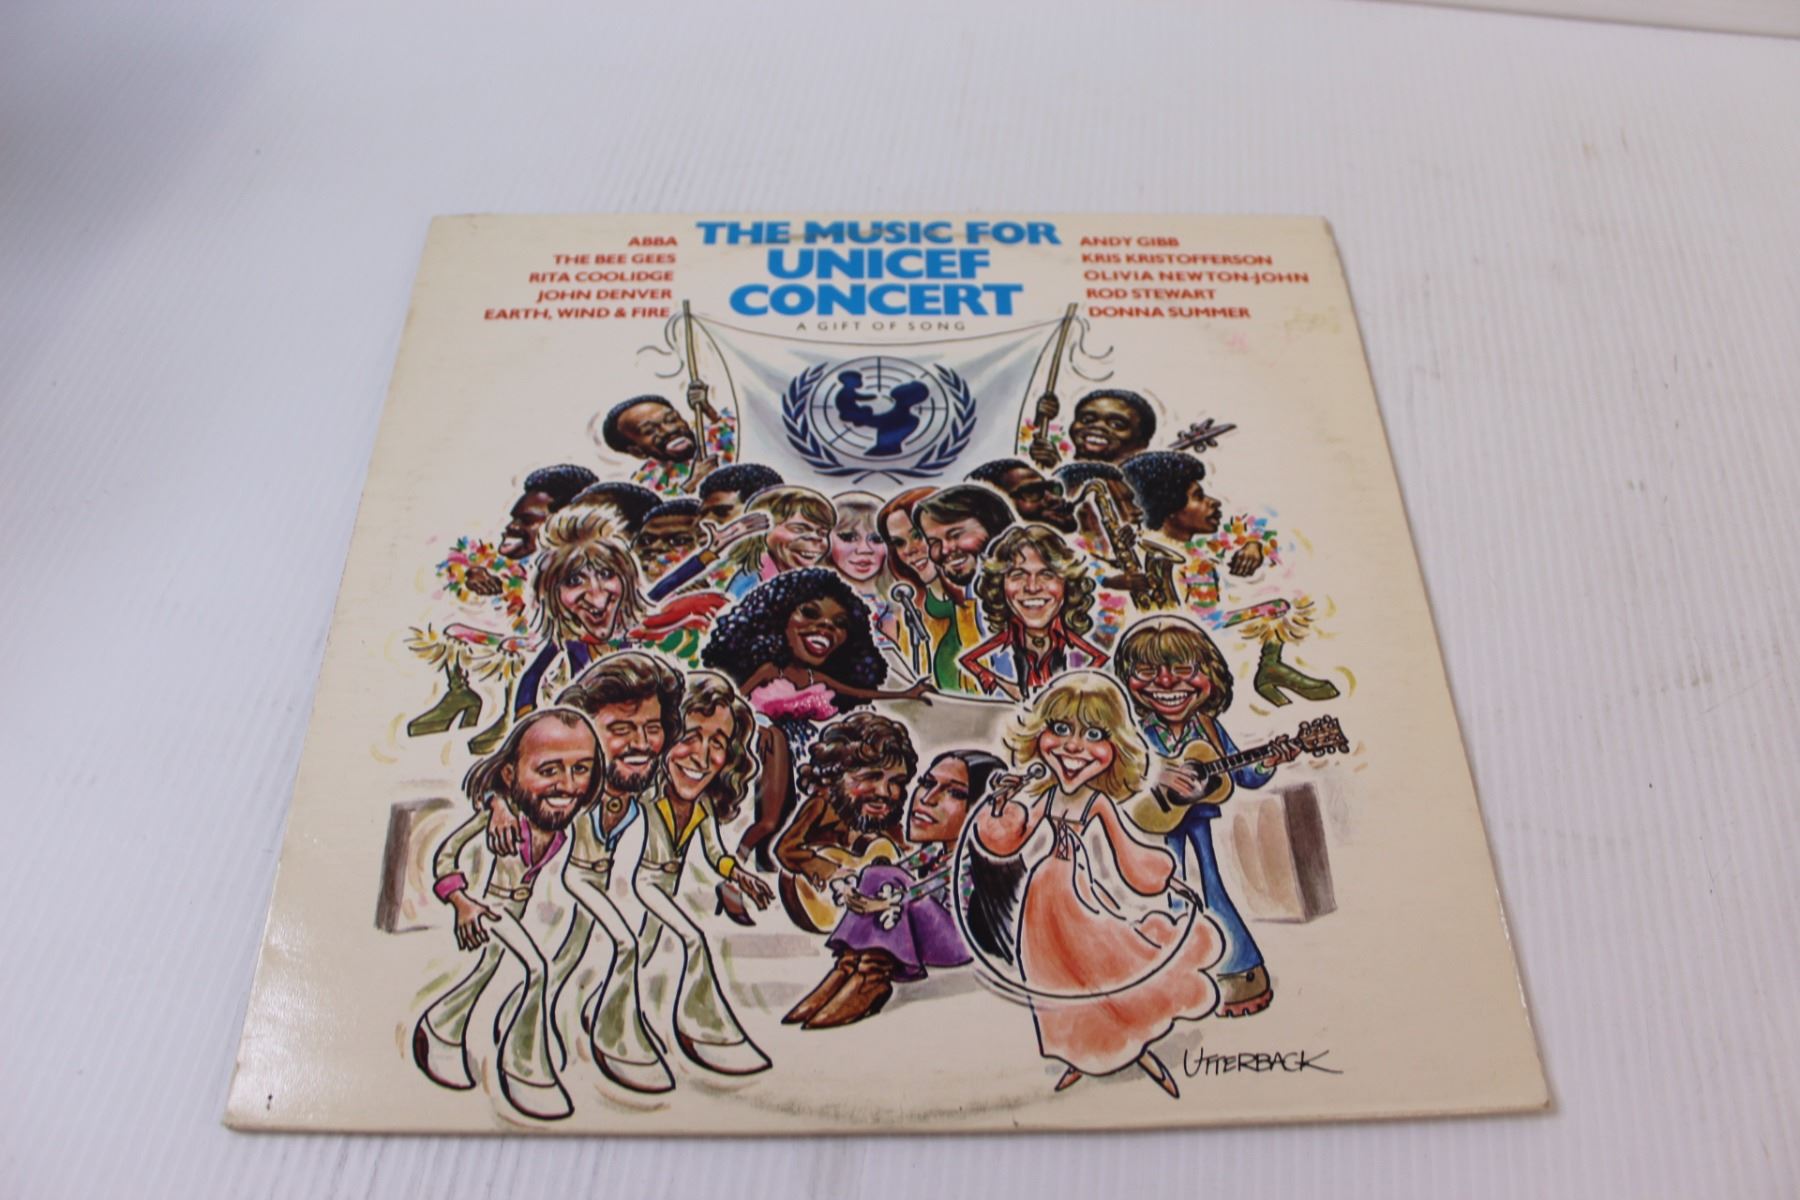 THE MUSIC FOR
UNICEF
CONCERT
A GIFT OF SONG
ABBA
THE BEE GEES
RITA COOLIDGE
JOHN DENVER
EARTH, WIND & FIRE
ANDY GIBB
KRIS KRISTOFFERSON
OLIVIA NEWTON-JOHN
ROD STEWART
DONNA SUMMER
UTTERBACK